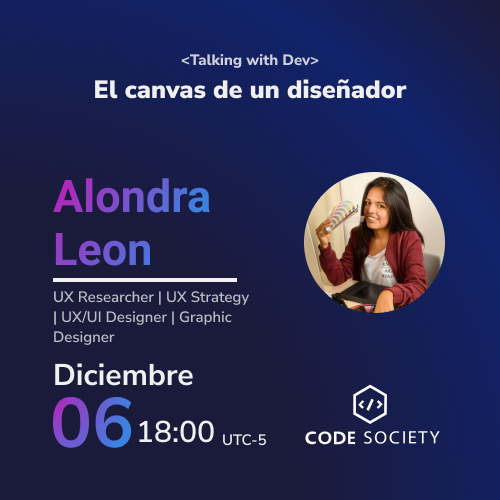 <Talking with Dev>
El canvas de un diseñador
Alondra
Leon
UX Researcher | UX Strategy
| UX/UI Designer | Graphic
Designer
Diciembre
06 18:00 UTC-5
</>
CODE SOCIETY